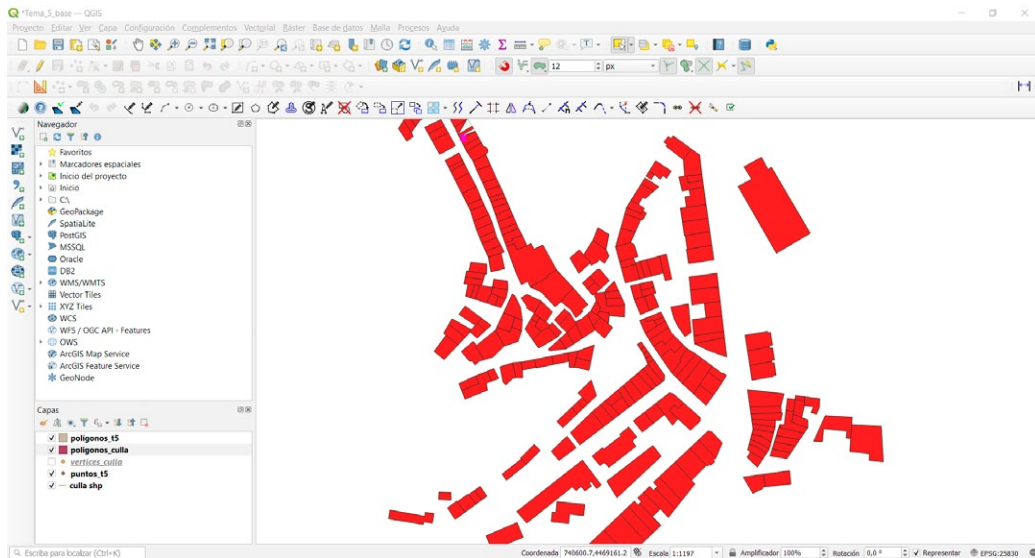 *Tema_5_base — QGIS
Proyecto Editar Ver Capa Configuración Complementos Vectorial Ráster Base de datos Malla Procesos Ayuda
12 px
Navegador
Favoritos
Marcadores espaciales
Inicio del proyecto
Inicio
C:\
GeoPackage
SpatiaLite
PostGIS
MSSQL
Oracle
DB2
WMS/WMTS
Vector Tiles
XYZ Tiles
WCS
WFS / OGC API - Features
OWS
ArcGIS Map Service
ArcGIS Feature Service
GeoNode
Capas
poligonos_t5
poligonos_culla
vertices_culla
puntos_t5
culla shp
Escriba para localizar (Ctrl+K) Coordenada 740600.7,4469161.2 Escala 1:1197 Amplificador 100% Rotación 0,0 ° Representar EPSG:25830